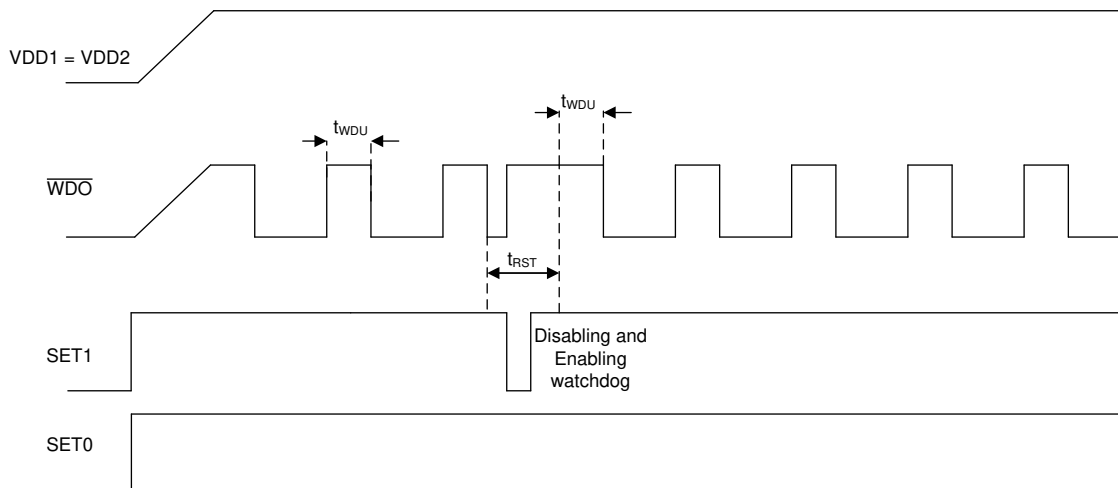 VDD1 = VDD2
tWDU
tWDU
WDO
tRST
SET1
Disabling and
Enabling
watchdog
SET0